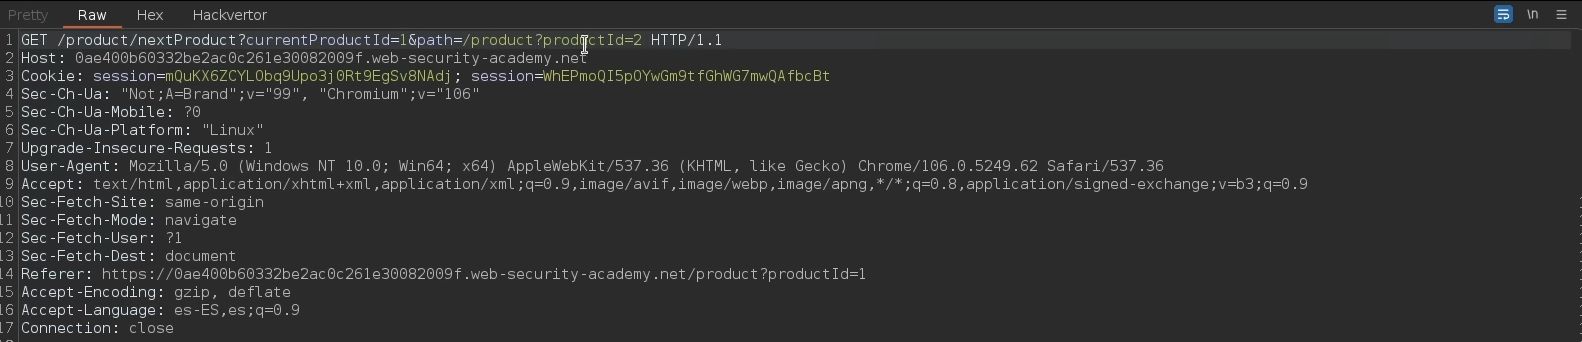 Pretty Raw Hex Hackvertor \n
1 GET /product/nextProduct?currentProductId=1&path=/product?productId=2 HTTP/1.1
2 Host: 0ae400b60332be2ac0c261e30082009f.web-security-academy.net
3 Cookie: session=mQuKX6ZCYLObq9Upo3j0Rt9EgSv8NAdj; session=WhEPmoQI5pOYwGm9tfGhWG7mwQAfbcBt
4 Sec-Ch-Ua: "Not;A=Brand";v="99", "Chromium";v="106"
5 Sec-Ch-Ua-Mobile: ?0
6 Sec-Ch-Ua-Platform: "Linux"
7 Upgrade-Insecure-Requests: 1
8 User-Agent: Mozilla/5.0 (Windows NT 10.0; Win64; x64) AppleWebKit/537.36 (KHTML, like Gecko) Chrome/106.0.5249.62 Safari/537.36
9 Accept: text/html,application/xhtml+xml,application/xml;q=0.9,image/avif,image/webp,image/apng,*/*;q=0.8,application/signed-exchange;v=b3;q=0.9
10 Sec-Fetch-Site: same-origin
11 Sec-Fetch-Mode: navigate
12 Sec-Fetch-User: ?1
13 Sec-Fetch-Dest: document
14 Referer: https://0ae400b60332be2ac0c261e30082009f.web-security-academy.net/product?productId=1
15 Accept-Encoding: gzip, deflate
16 Accept-Language: es-ES,es;q=0.9
17 Connection: close